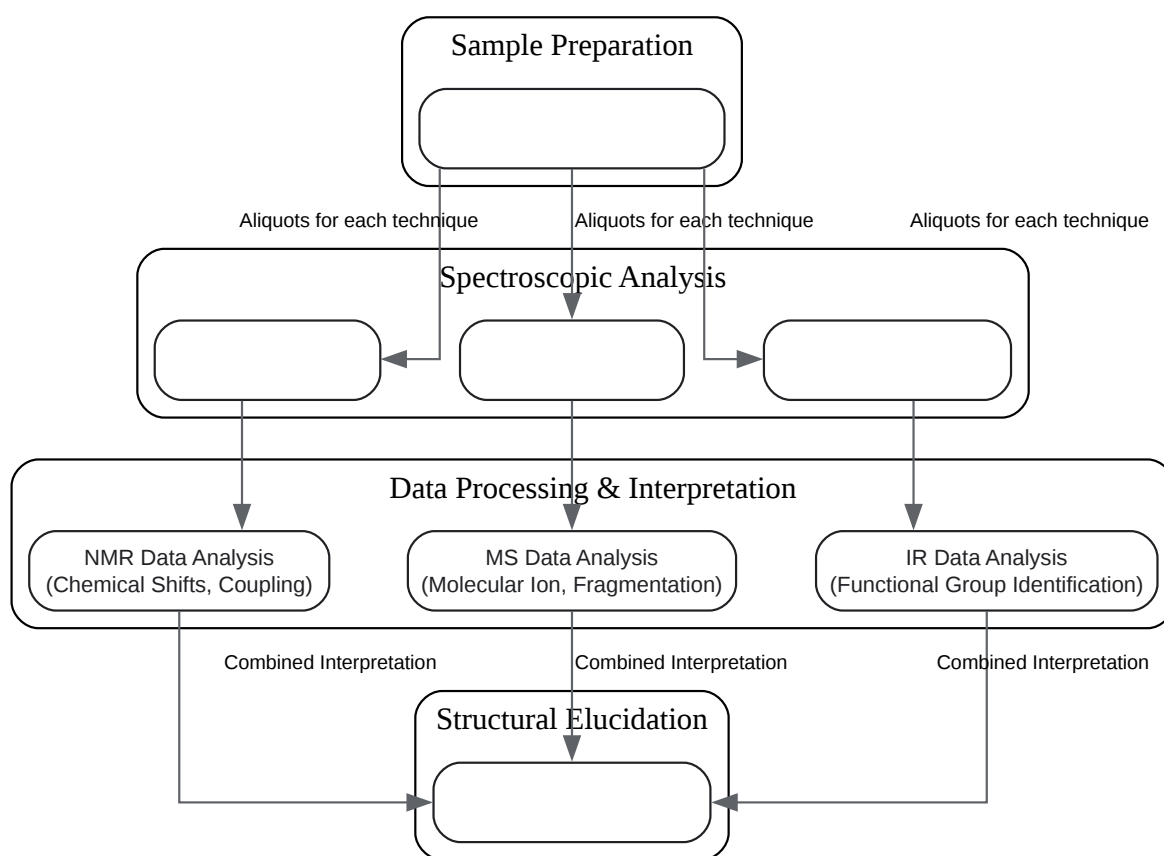 Sample Preparation
Aliquots for each technique
Aliquots for each technique
Aliquots for each technique
Spectroscopic Analysis
Data Processing & Interpretation
NMR Data Analysis
(Chemical Shifts, Coupling)
MS Data Analysis
(Molecular Ion, Fragmentation)
IR Data Analysis
(Functional Group Identification)
Combined Interpretation
Combined Interpretation
Combined Interpretation
Structural Elucidation